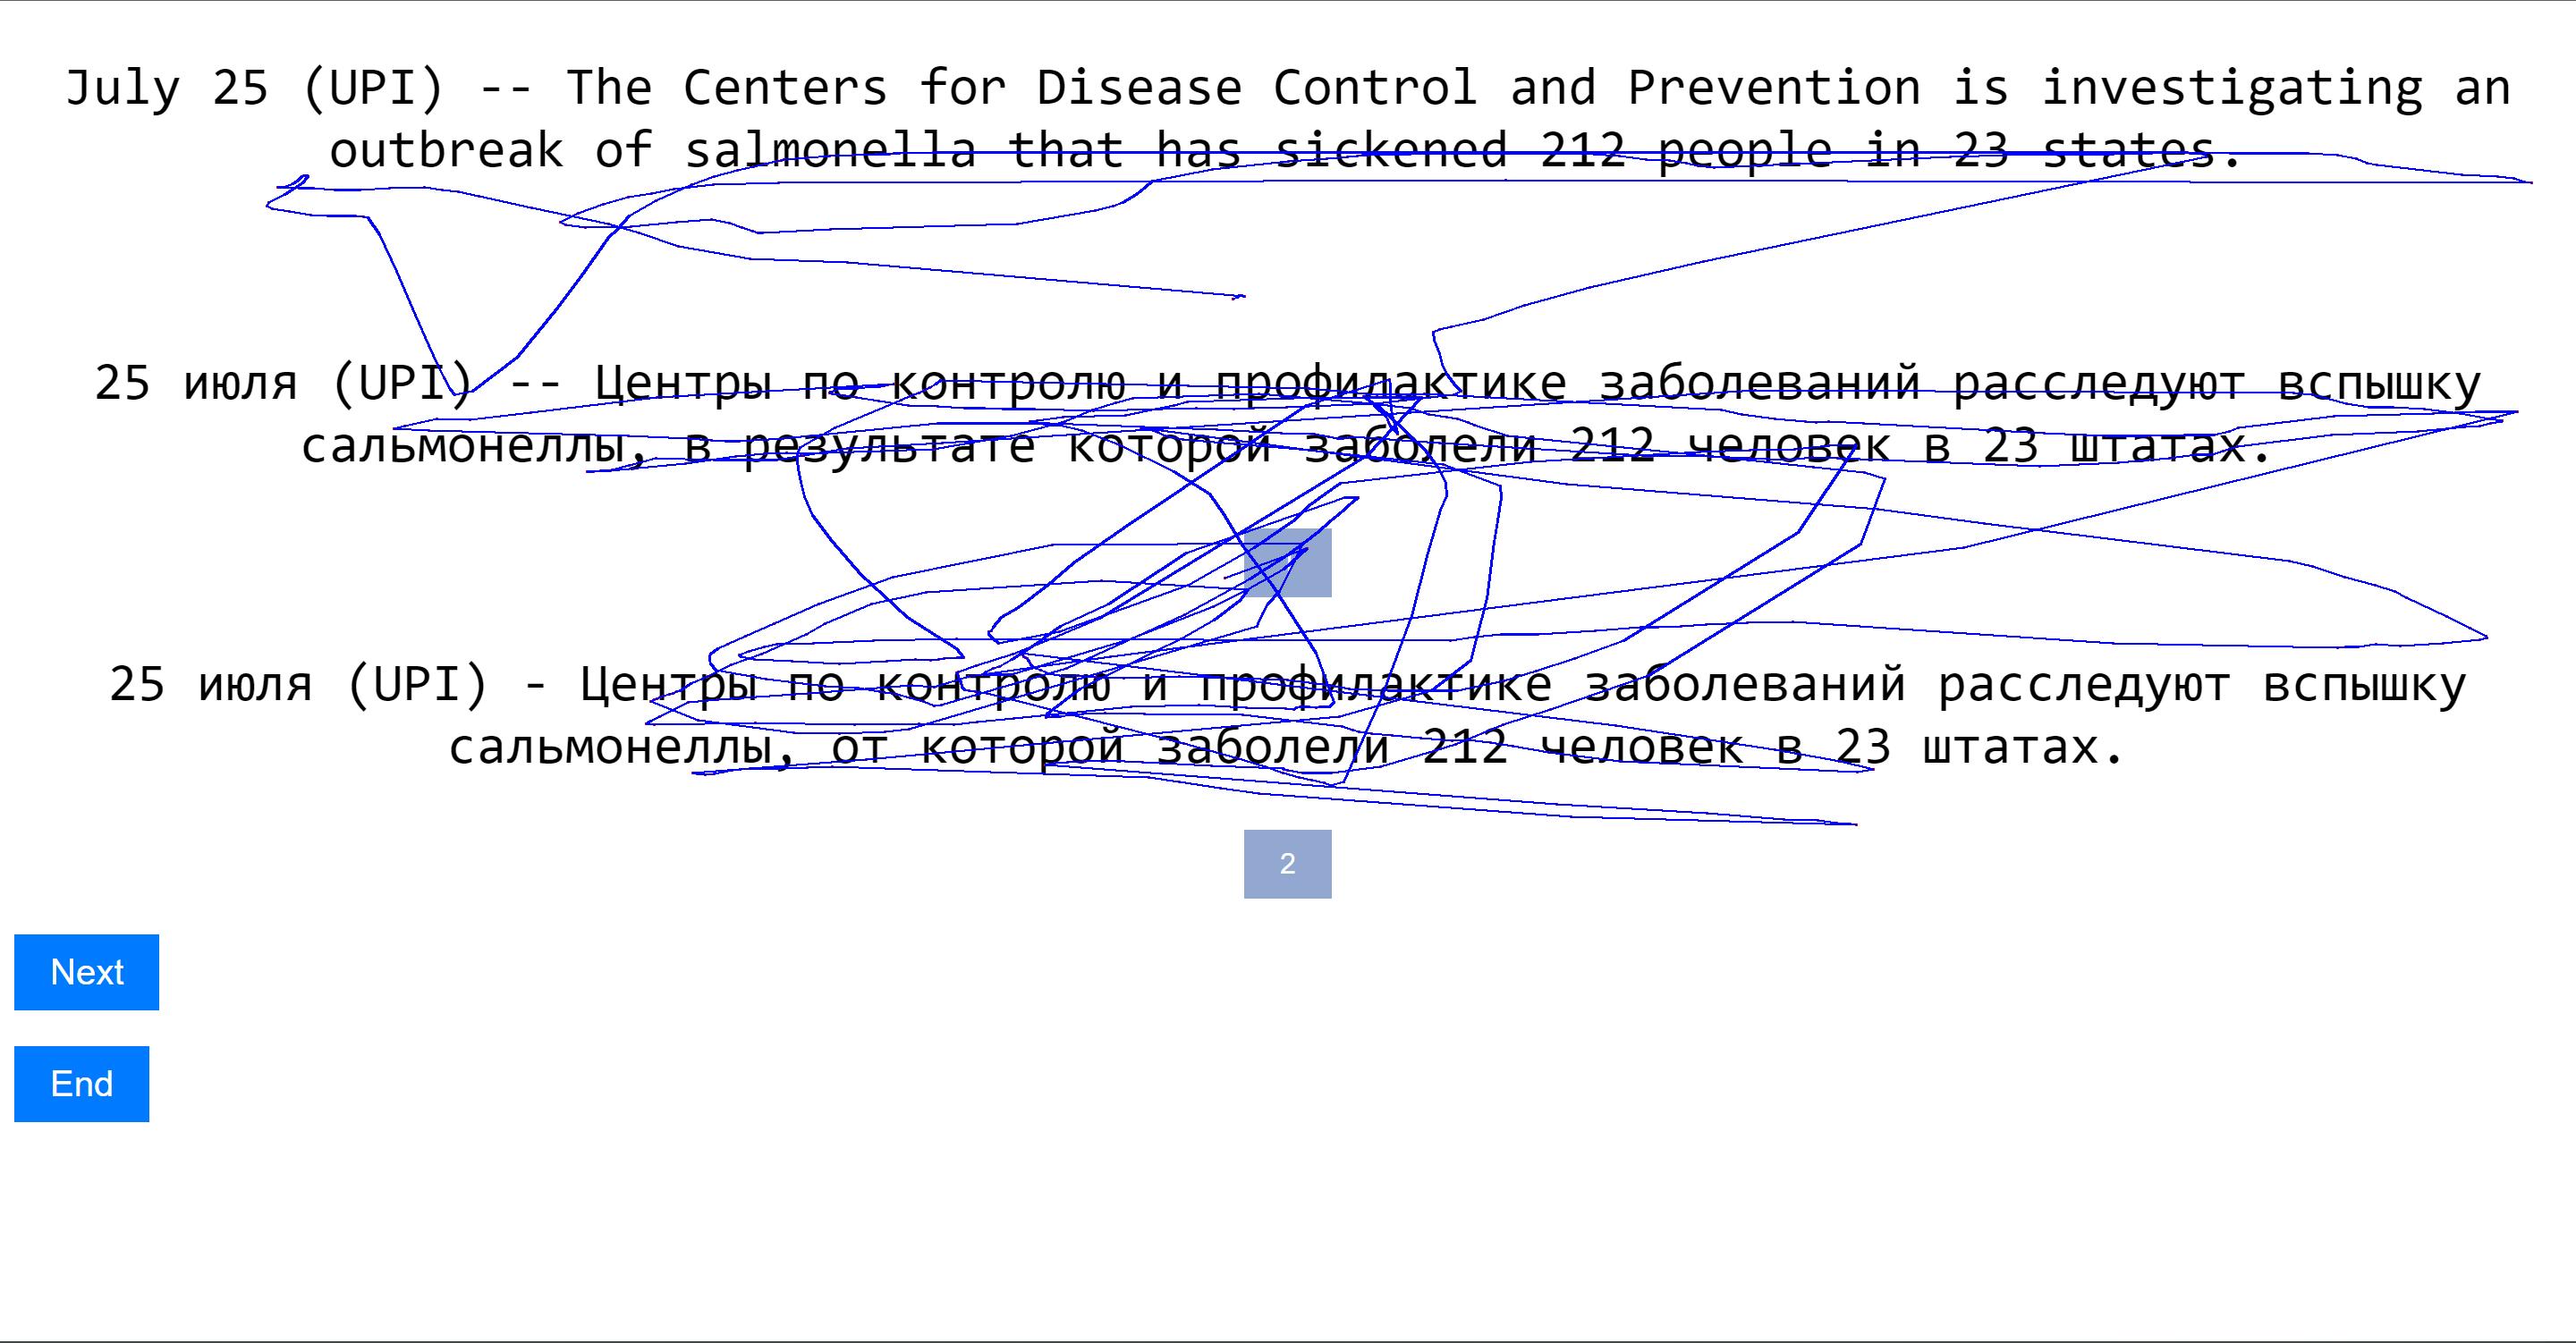 July 25 (UPI) -- The Centers for Disease Control and Prevention is investigating an
outbreak of salmonella that has sickened 212 people in 23 states.
25 июля (UPI) -- Центры по контролю и профилактике заболеваний расследуют вспышку
сальмонеллы, в результате которой заболели 212 человек в 23 штатах.
25 июля (UPI) - Центры по контролю и профилактике заболеваний расследуют вспышку
сальмонеллы, от которой заболели 212 человек в 23 штатах.
2
Next
End